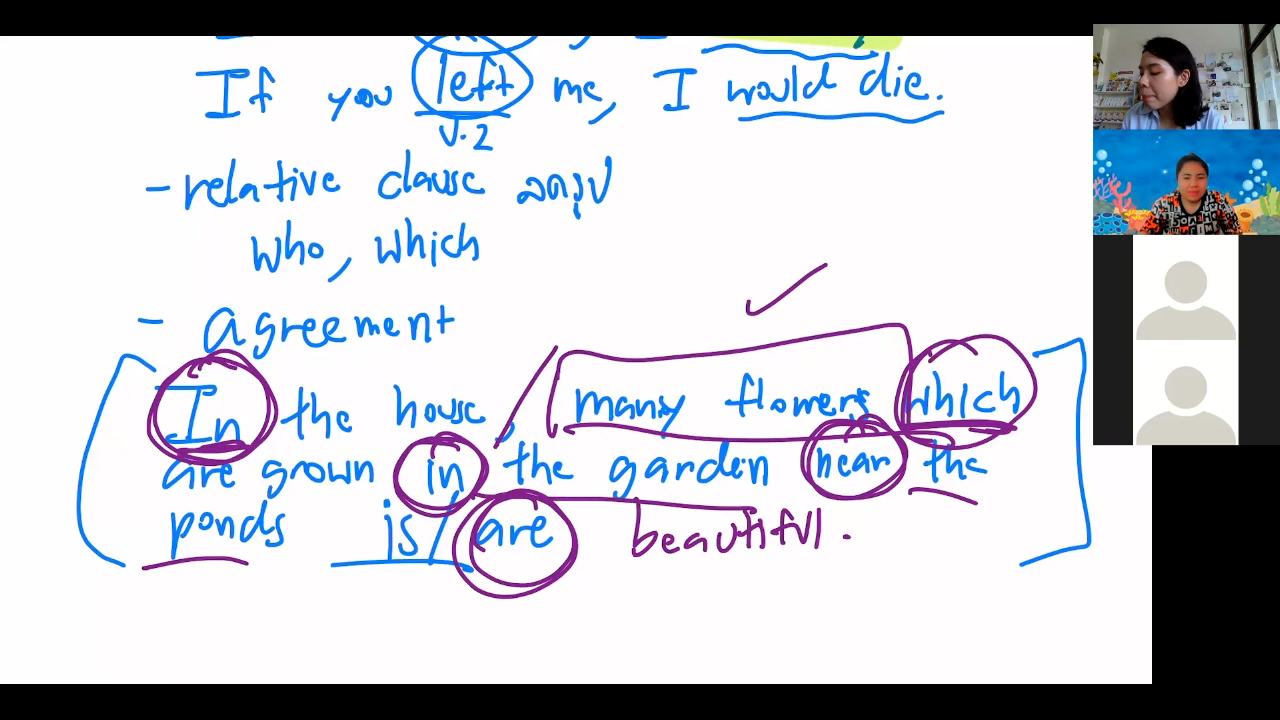 If you left me, I would die.
v.2
- relative clause ลดรูป
who, which
- agreement
In the house, many flowers which
are grown in the garden near the
ponds is/are beautiful.